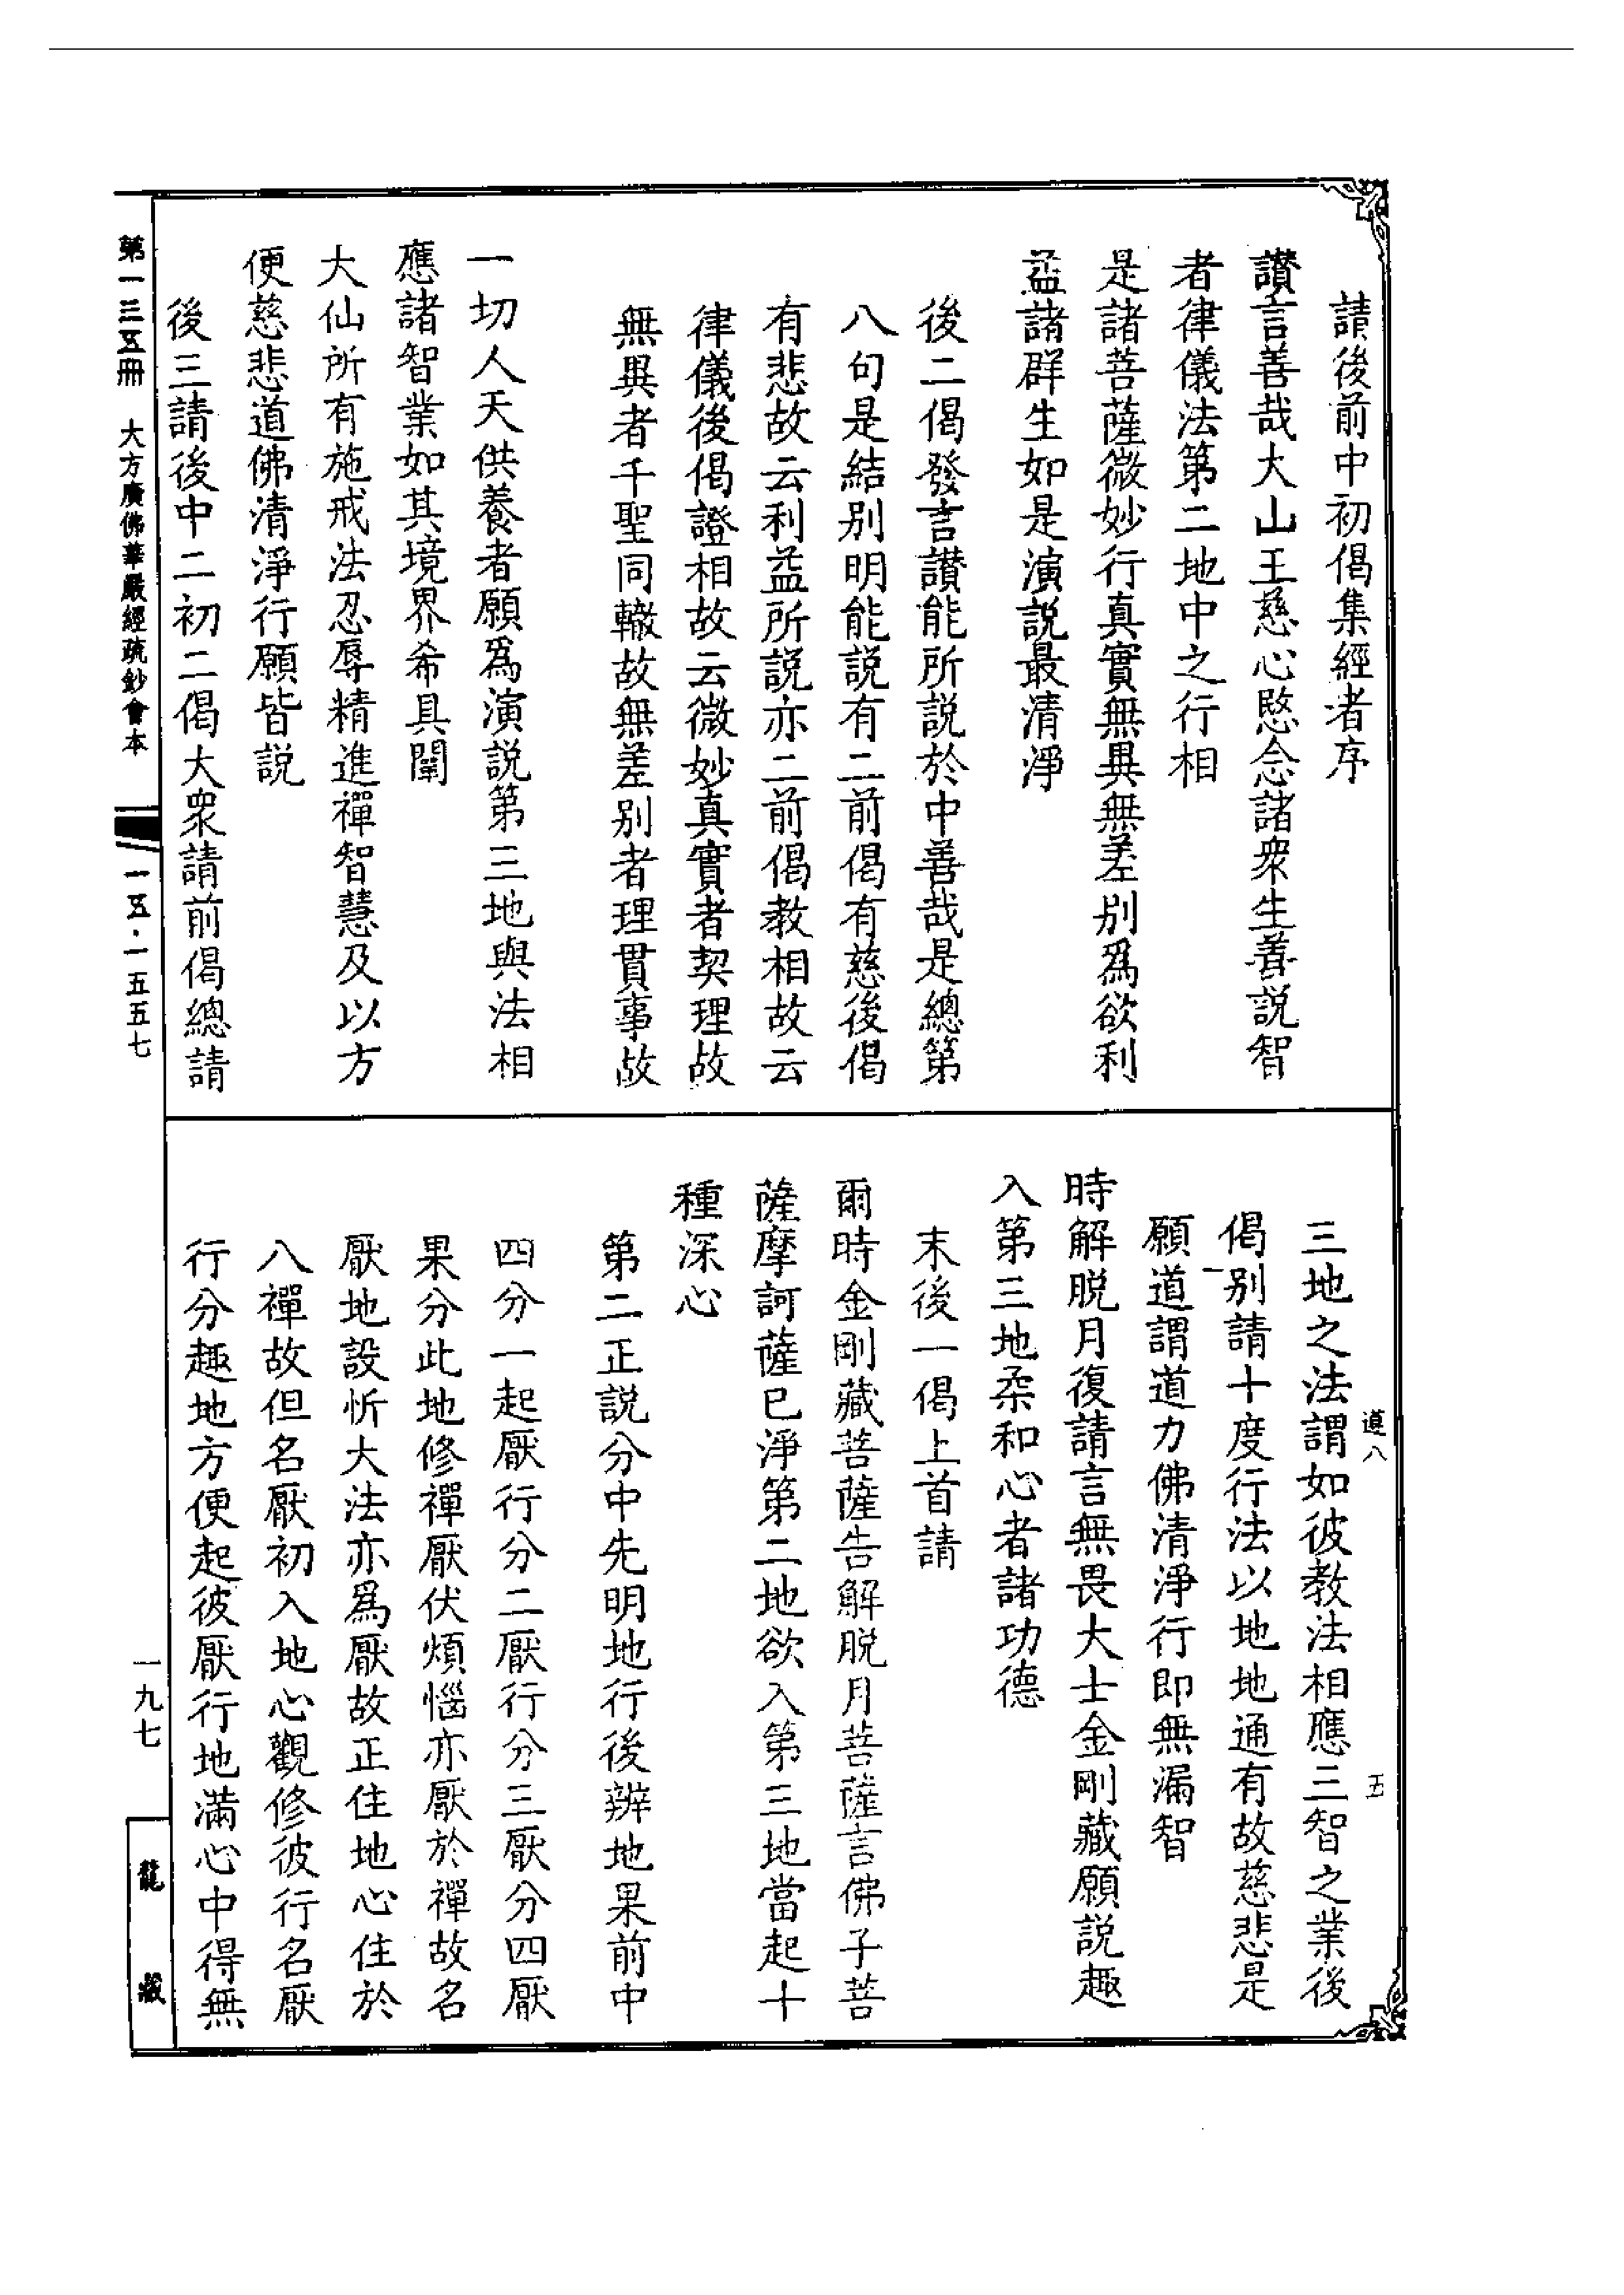 請後前中初偈集經者序
讃言善哉大山王慈心愍念諸衆生善説智
者律儀法第二地中之行相
是諸菩薩微妙行真實無異無差别爲欲利
益諸群生如是演説最清淨
後二偈發言讃能所説於中善哉是總第
八句是結别明能説有二前偈有慈後偈
有悲故云利益所説亦二前偈教相故云
律儀後偈證相故云微妙真實者契理故
無異者千聖同轍故無差别者理貫事故
一切人天供養者願爲演説第三地與法相
應諸智業如其境界希具闡
大仙所有施戒法忍辱精進禪智慧及以方
便慈悲道佛清淨行願皆説
後三請後中二初二偈大衆請前偈總請
三地之法謂如彼教法相應三智之業後
偈别請十度行法以地地通有故慈悲是
願道謂道力佛清淨行即無漏智
時解脱月復請言無畏大士金剛藏願説趣
入第三地柔和心者諸功德
末後一偈上首請
爾時金剛藏菩薩告解脱月菩薩言佛子菩
薩摩訶薩已淨第二地欲入第三地當起十
種深心
第二正説分中先明地行後辨地果前中
四分一起厭行分二厭行分三厭分四厭
果分此地修禪厭伏煩惱亦厭於禪故名
厭地設忻大法亦爲厭故正住地心住於
八禪故但名厭初入地心觀修彼行名厭
行分趣地方便起彼厭行地滿心中得無
遵八
五
第一三五冊　大方廣佛華嚴經疏鈔會本
一五·一五五七
一九七
龍藏